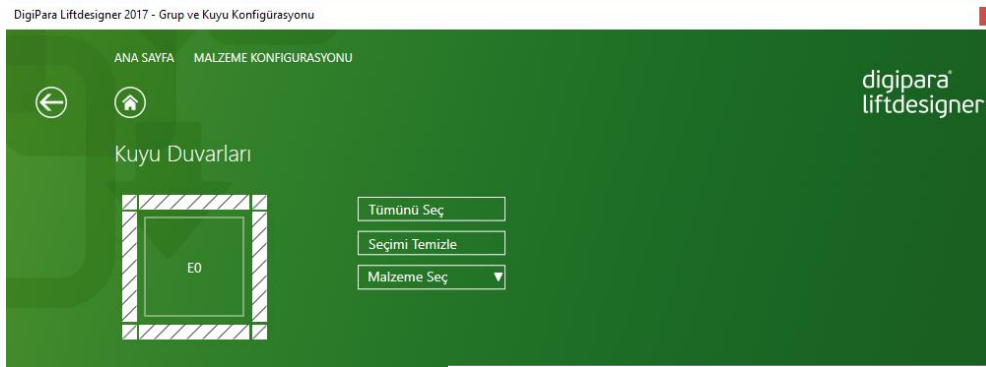 DigiPara Liftdesigner 2017 - Grup ve Kuyu Konfigürasyonu
ANA SAYFA MALZEME KONFIGURASYONU
digipara
liftdesigner
Kuyu Duvarları
Tümünü Seç
Seçimi Temizle
E0
Malzeme Seç